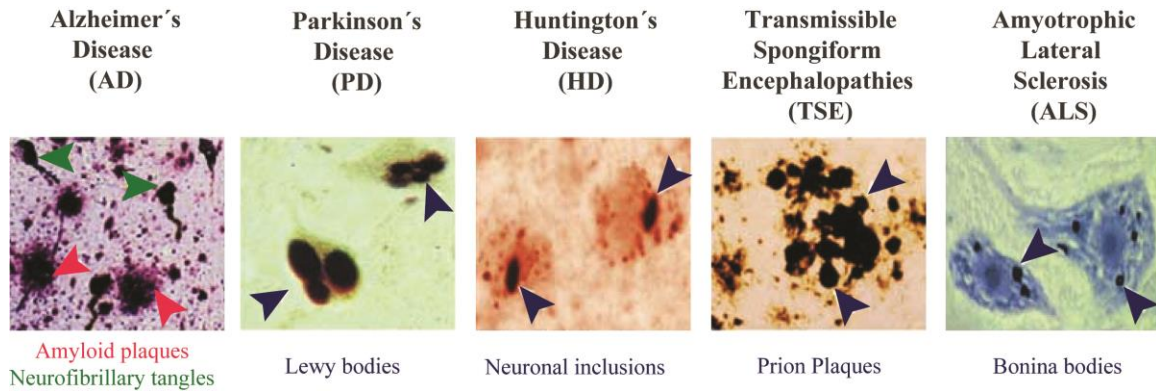 Alzheimer´s
Disease
(AD)
Parkinson´s
Disease
(PD)
Huntington´s
Disease
(HD)
Transmissible
Spongiform
Encephalopathies
(TSE)
Amyotrophic
Lateral
Sclerosis
(ALS)
Amyloid plaques
Neurofibrillary tangles
Lewy bodies
Neuronal inclusions
Prion Plaques
Bonina bodies